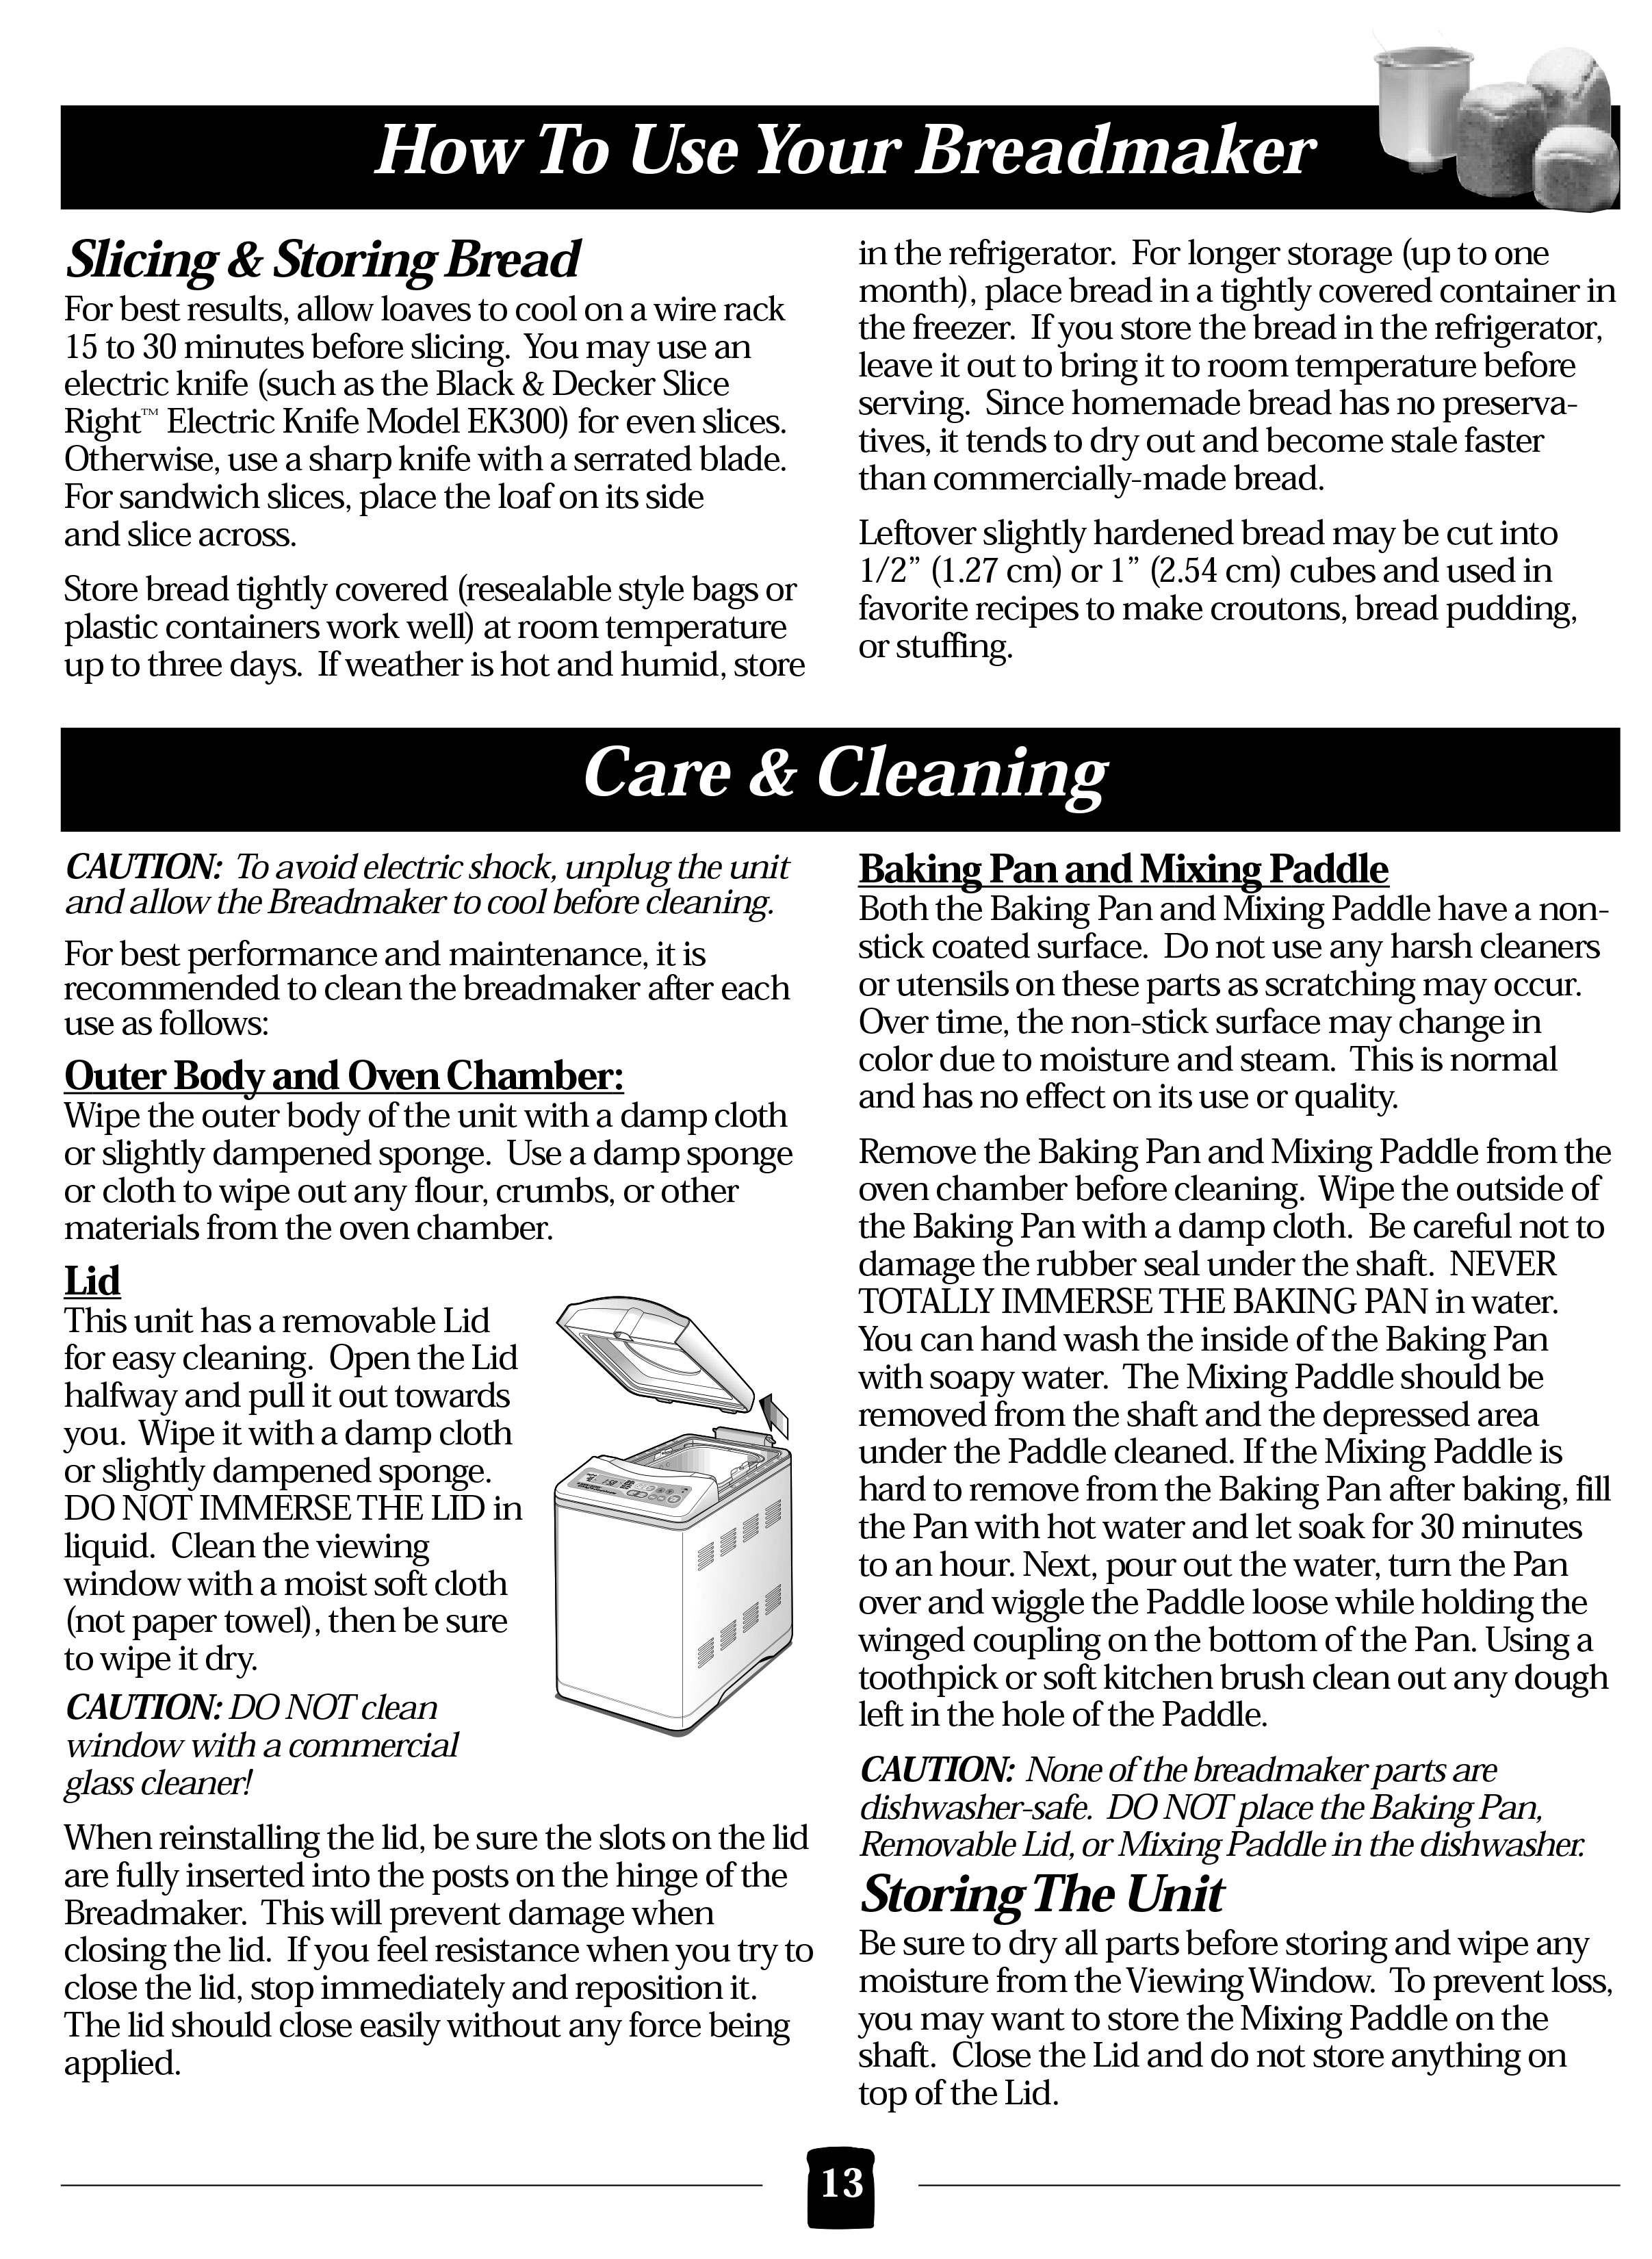 How To Use Your Breadmaker
Slicing & Storing Bread
For best results, allow loaves to cool on a wire rack
15 to 30 minutes before slicing.  You may use an
electric knife (such as the Black & Decker Slice
Right™ Electric Knife Model EK300) for even slices.
Otherwise, use a sharp knife with a serrated blade.
For sandwich slices, place the loaf on its side
and slice across.
Store bread tightly covered (resealable style bags or
plastic containers work well) at room temperature
up to three days.  If weather is hot and humid, store
in the refrigerator.  For longer storage (up to one
month), place bread in a tightly covered container in
the freezer.  If you store the bread in the refrigerator,
leave it out to bring it to room temperature before
serving.  Since homemade bread has no preserva-
tives, it tends to dry out and become stale faster
than commercially-made bread.
Leftover slightly hardened bread may be cut into
1/2” (1.27 cm) or 1” (2.54 cm) cubes and used in
favorite recipes to make croutons, bread pudding,
or stuffing.
Care & Cleaning
CAUTION:  To avoid electric shock, unplug the unit
and allow the Breadmaker to cool before cleaning.
For best performance and maintenance, it is
recommended to clean the breadmaker after each
use as follows:
Outer Body and Oven Chamber:
Wipe the outer body of the unit with a damp cloth
or slightly dampened sponge.  Use a damp sponge
or cloth to wipe out any flour, crumbs, or other
materials from the oven chamber.
Lid
This unit has a removable Lid
for easy cleaning.  Open the Lid
halfway and pull it out towards
you.  Wipe it with a damp cloth
or slightly dampened sponge.
DO NOT IMMERSE THE LID in
liquid.  Clean the viewing
window with a moist soft cloth
(not paper towel), then be sure
to wipe it dry.
CAUTION: DO NOT clean
window with a commercial
glass cleaner!
When reinstalling the lid, be sure the slots on the lid
are fully inserted into the posts on the hinge of the
Breadmaker.  This will prevent damage when
closing the lid.  If you feel resistance when you try to
close the lid, stop immediately and reposition it.
The lid should close easily without any force being
applied.
Baking Pan and Mixing Paddle
Both the Baking Pan and Mixing Paddle have a non-
stick coated surface.  Do not use any harsh cleaners
or utensils on these parts as scratching may occur.
Over time, the non-stick surface may change in
color due to moisture and steam.  This is normal
and has no effect on its use or quality.
Remove the Baking Pan and Mixing Paddle from the
oven chamber before cleaning.  Wipe the outside of
the Baking Pan with a damp cloth.  Be careful not to
damage the rubber seal under the shaft.  NEVER
TOTALLY IMMERSE THE BAKING PAN in water.
You can hand wash the inside of the Baking Pan
with soapy water.  The Mixing Paddle should be
removed from the shaft and the depressed area
under the Paddle cleaned. If the Mixing Paddle is
hard to remove from the Baking Pan after baking, fill
the Pan with hot water and let soak for 30 minutes
to an hour. Next, pour out the water, turn the Pan
over and wiggle the Paddle loose while holding the
winged coupling on the bottom of the Pan. Using a
toothpick or soft kitchen brush clean out any dough
left in the hole of the Paddle.
CAUTION:  None of the breadmaker parts are
dishwasher-safe.  DO NOT place the Baking Pan,
Removable Lid, or Mixing Paddle in the dishwasher.
Storing The Unit
Be sure to dry all parts before storing and wipe any
moisture from the Viewing Window.  To prevent loss,
you may want to store the Mixing Paddle on the
shaft.  Close the Lid and do not store anything on
top of the Lid.
13